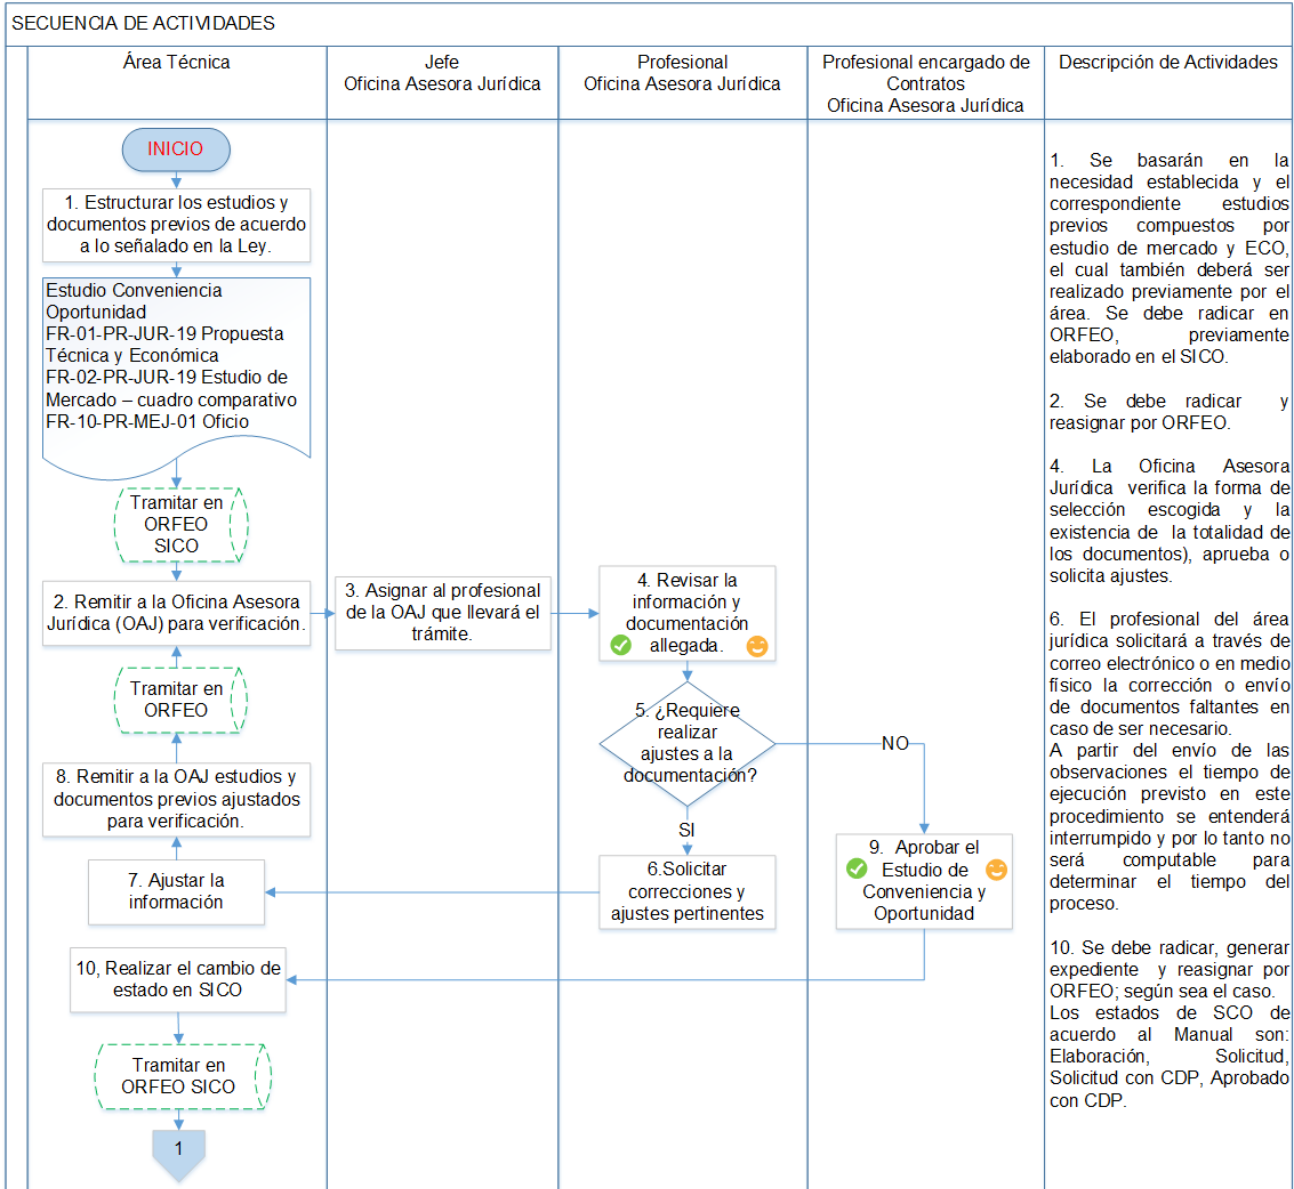 SECUENCIA DE ACTIVIDADES
Área Técnica
Jefe
Oficina Asesora Jurídica
Profesional
Oficina Asesora Jurídica
Profesional encargado de
Contratos
Oficina Asesora Jurídica
Descripción de Actividades
INICIO
1. Estructurar los estudios y
documentos previos de acuerdo
a lo señalado en la Ley.
Estudio Conveniencia
Oportunidad
FR-01-PR-JUR-19 Propuesta
Técnica y Económica
FR-02-PR-JUR-19 Estudio de
Mercado – cuadro comparativo
FR-10-PR-MEJ-01 Oficio
Tramitar en
ORFEO
SICO
2. Remitir a la Oficina Asesora
Jurídica (OAJ) para verificación.
3. Asignar al profesional
de la OAJ que llevará el
trámite.
4. Revisar la
información y
documentación
allegada.
Tramitar en
ORFEO
5. ¿Requiere
realizar
ajustes a la
documentación?
NO
SI
8. Remitir a la OAJ estudios y
documentos previos ajustados
para verificación.
7. Ajustar la
información
6.Solicitar
correcciones y
ajustes pertinentes
9. Aprobar el
Estudio de
Conveniencia y
Oportunidad
10, Realizar el cambio de
estado en SICO
Tramitar en
ORFEO SICO
1
1. Se basarán en la
necesidad establecida y el
correspondiente estudios
previos compuestos por
estudio de mercado y ECO,
el cual también deberá ser
realizado previamente por el
área. Se debe radicar en
ORFEO, previamente
elaborado en el SICO.
2. Se debe radicar y
reasignar por ORFEO.
4. La Oficina Asesora
Jurídica verifica la forma de
selección escogida y la
existencia de la totalidad de
los documentos), aprueba o
solicita ajustes.
6. El profesional del área
jurídica solicitará a través de
correo electrónico o en medio
físico la corrección o envío
de documentos faltantes en
caso de ser necesario.
A partir del envío de las
observaciones el tiempo de
ejecución previsto en este
procedimiento se entenderá
interrumpido y por lo tanto no
será computable para
determinar el tiempo del
proceso.
10. Se debe radicar, generar
expediente y reasignar por
ORFEO; según sea el caso.
Los estados de SCO de
acuerdo al Manual son:
Elaboración, Solicitud,
Solicitud con CDP, Aprobado
con CDP.